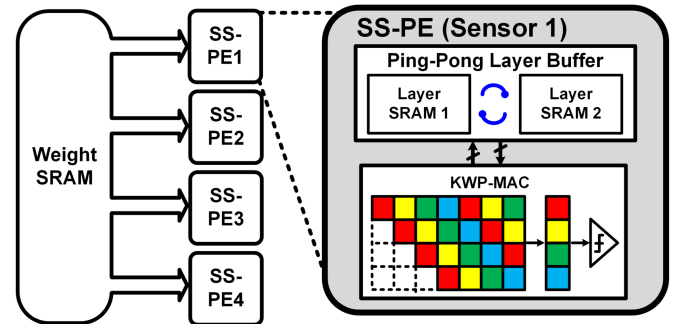 Weight
SRAM
SS-
PE1
SS-
PE2
SS-
PE3
SS-
PE4
SS-PE (Sensor 1)
Ping-Pong Layer Buffer
Layer
SRAM 1
Layer
SRAM 2
KWP-MAC